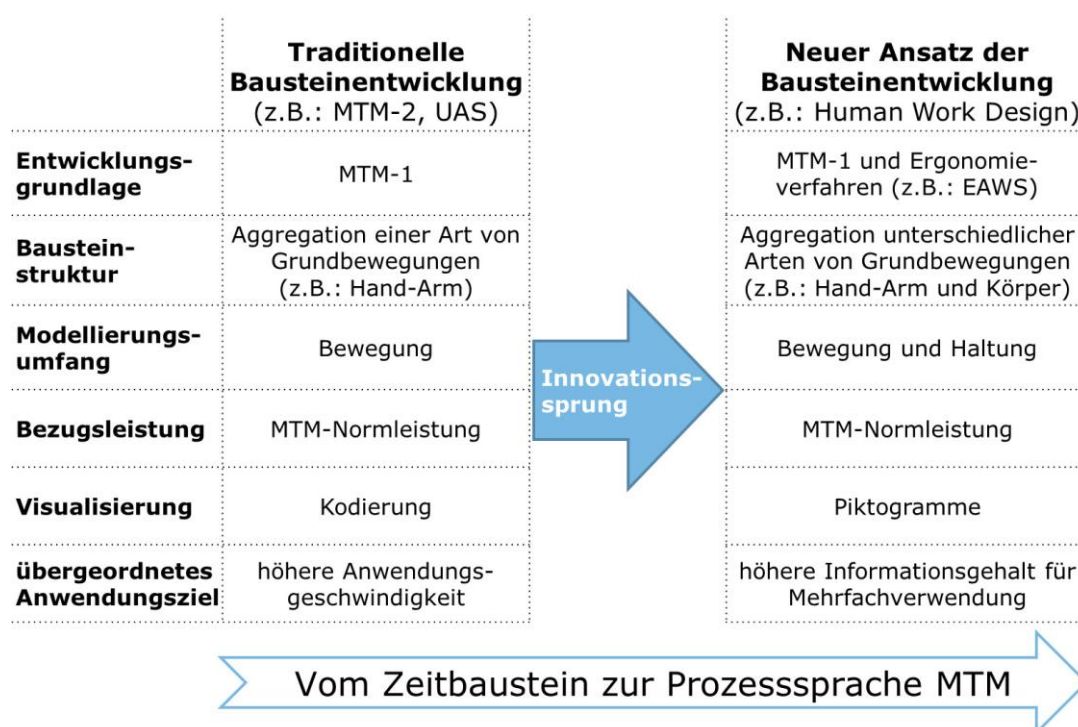 Traditionelle
Bausteinentwicklung
(z.B.: MTM-2, UAS)
Neuer Ansatz der
Bausteinentwicklung
(z.B.: Human Work Design)
Entwicklungs-
grundlage
MTM-1
MTM-1 und Ergonomie-
verfahren (z.B.: EAWS)
Baustein-
struktur
Aggregation einer Art von
Grundbewegungen
(z.B.: Hand-Arm)
Aggregation unterschiedlicher
Arten von Grundbewegungen
(z.B.: Hand-Arm und Körper)
Modellierungs-
umfang
Bewegung
Bewegung und Haltung
Innovations-
sprung
Bezugsleistung
MTM-Normleistung
MTM-Normleistung
Visualisierung
Kodierung
Piktogramme
übergeordnetes
Anwendungsziel
höhere Anwendungs-
geschwindigkeit
höhere Informationsgehalt für
Mehrfachverwendung
Vom Zeitbaustein zur Prozesssprache MTM